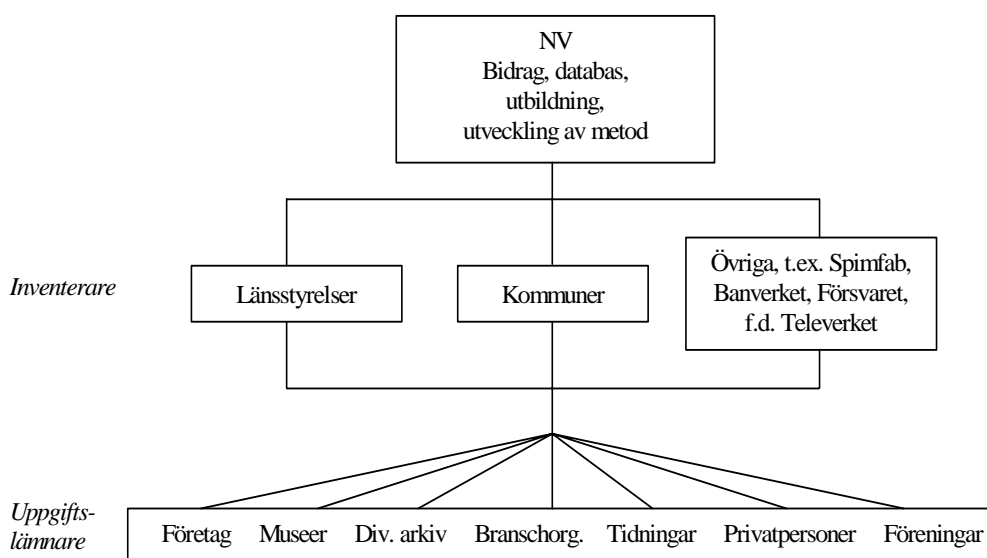 NV
Bidrag, databas,
utbildning,
utveckling av metod
Inventerare
Länsstyrelser
Kommuner
Övriga, t.ex. Spimfab,
Banverket, Försvaret,
f.d. Televerket
Uppgifts-
lämnare
Företag Museer Div. arkiv Branschorg. Tidningar Privatpersoner Föreningar